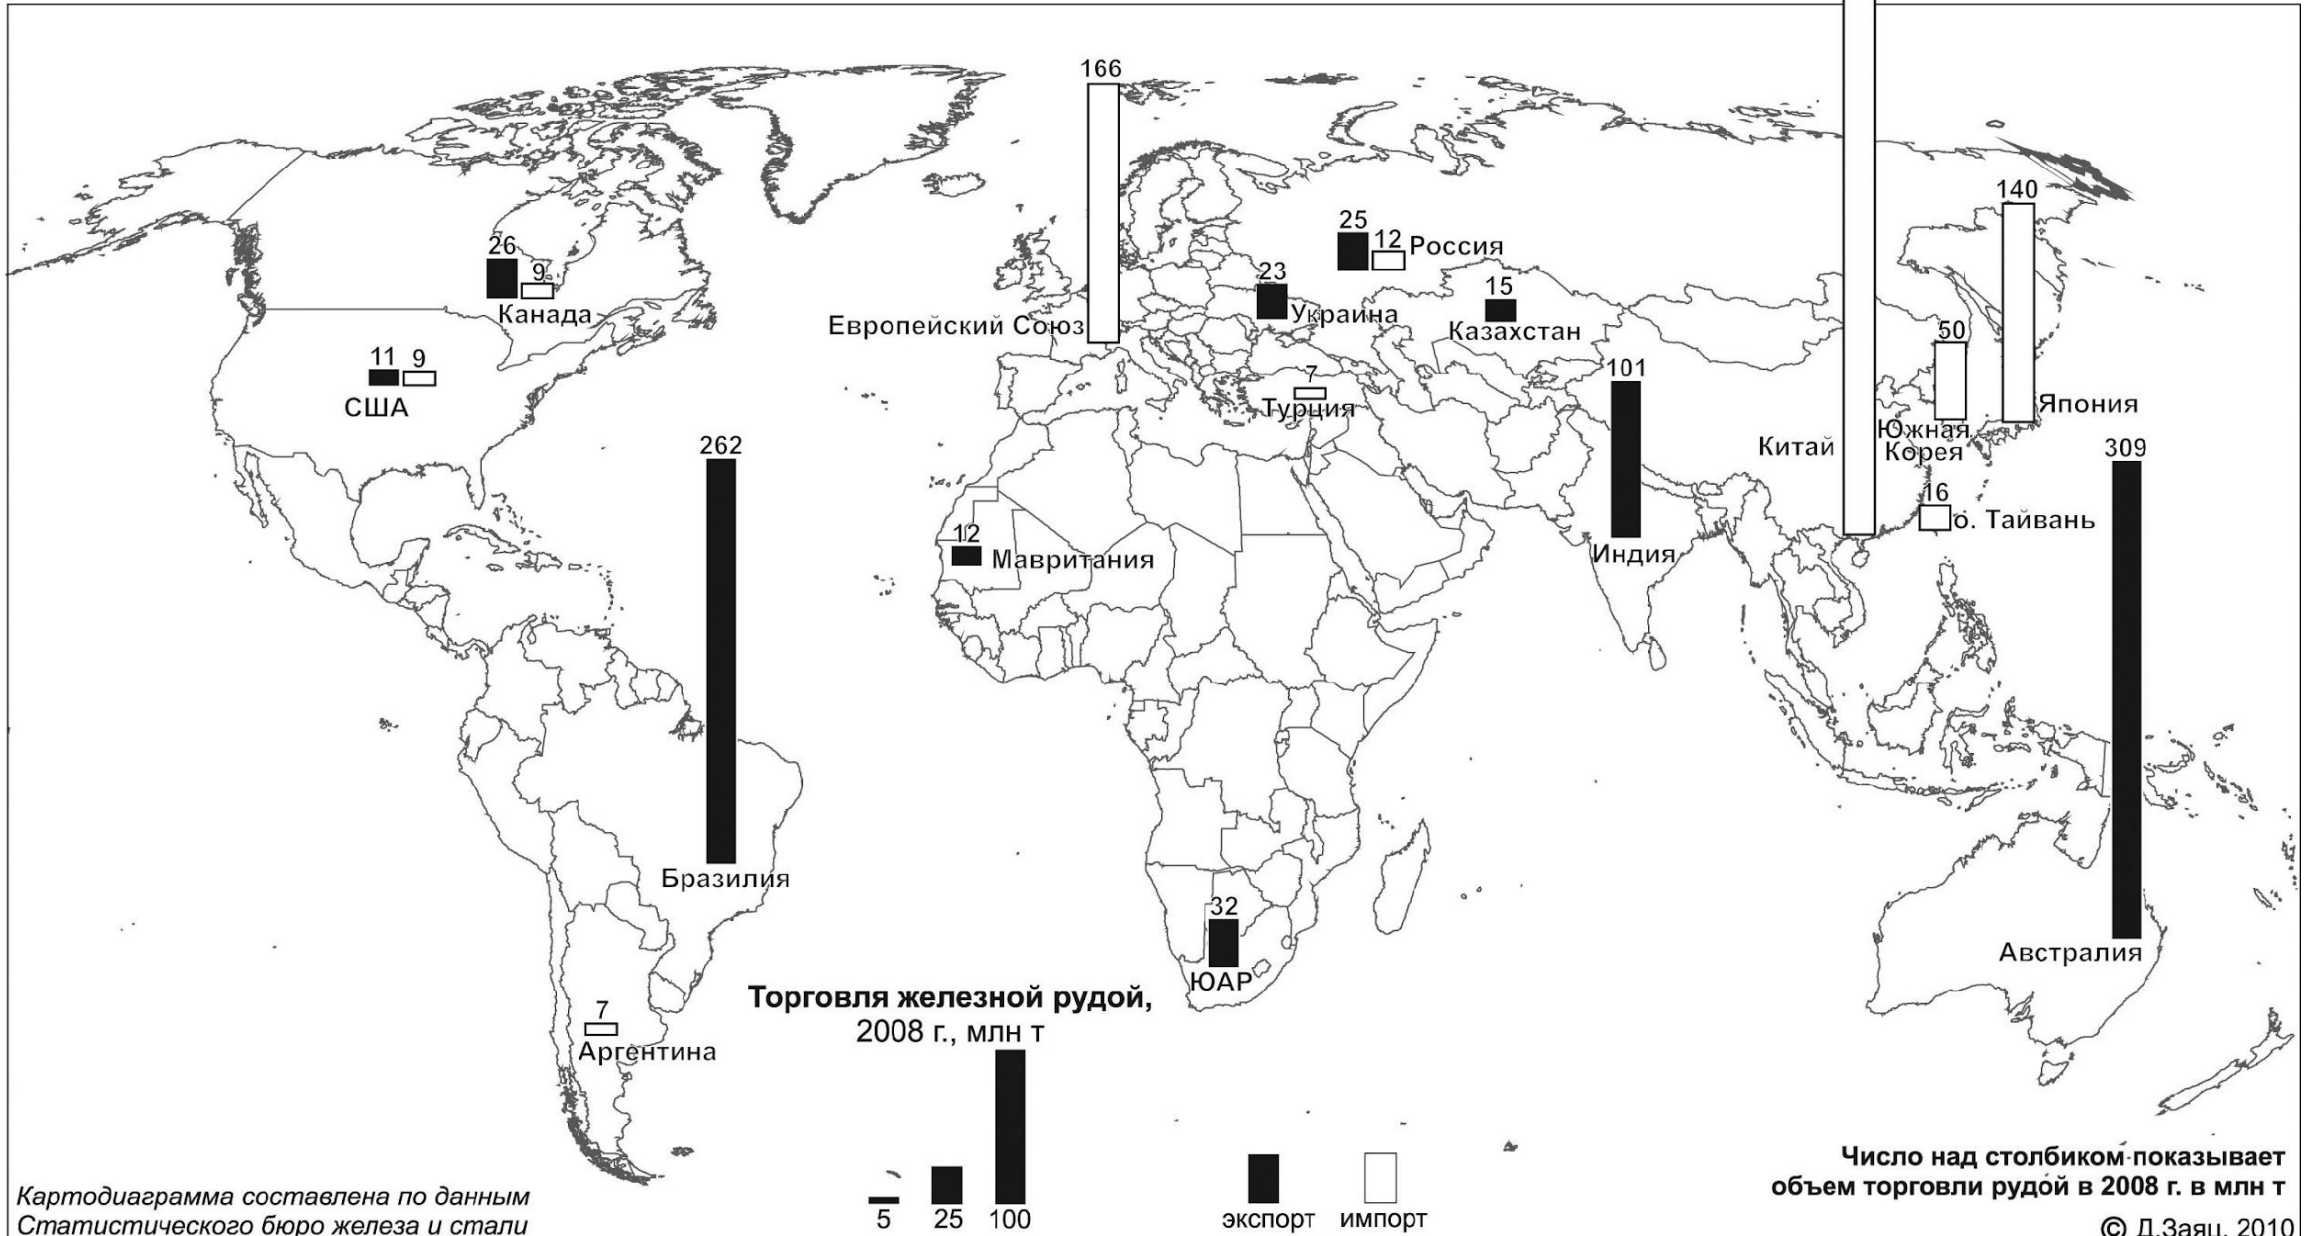 166
140
26
9
Канада
25
12
Россия
23
Украина
15
Казахстан
Европейский Союз
50
11
9
США
7
Турция
101
Индия
Япония
Китай
Южная
Корея
262
Бразилия
309
Австралия
16
о. Тайвань
12
Мавритания
32
ЮАР
7
Аргентина
Торговля железной рудой,
2008 г., млн т
5
25
100
экспорт
импорт
Число над столбиком показывает
объем торговли рудой в 2008 г. в млн т
© Д.Заяц, 2010
Картодиаграмма составлена по данным
Статистического бюро железа и стали